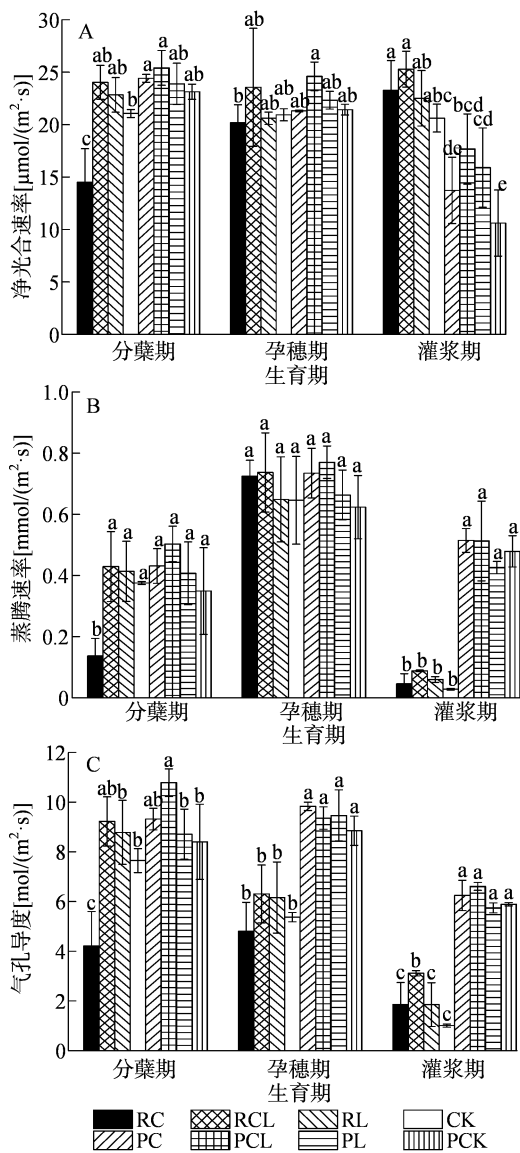 A
净光合速率[μmol/(m²·s)]
30
25
20
15
10
5
0
c ab ab b a a ab ab
b ab ab ab ab a ab ab
a a ab abc de bcd cd e
分蘖期 孕穗期 灌浆期
生育期
B
蒸腾速率[mmol/(m²·s)]
1.0
0.8
0.6
0.4
0.2
0
b a a a a a a a
a a a a a a a a
b b b b a a a a
分蘖期 孕穗期 灌浆期
生育期
C
气孔导度[mol/(m²·s)]
12
10
8
6
4
2
0
c ab b b ab a b b
b b b b a a a a
c b c c a a a a
分蘖期 孕穗期 灌浆期
生育期
RC RCL RL CK
PC PCL PL PCK